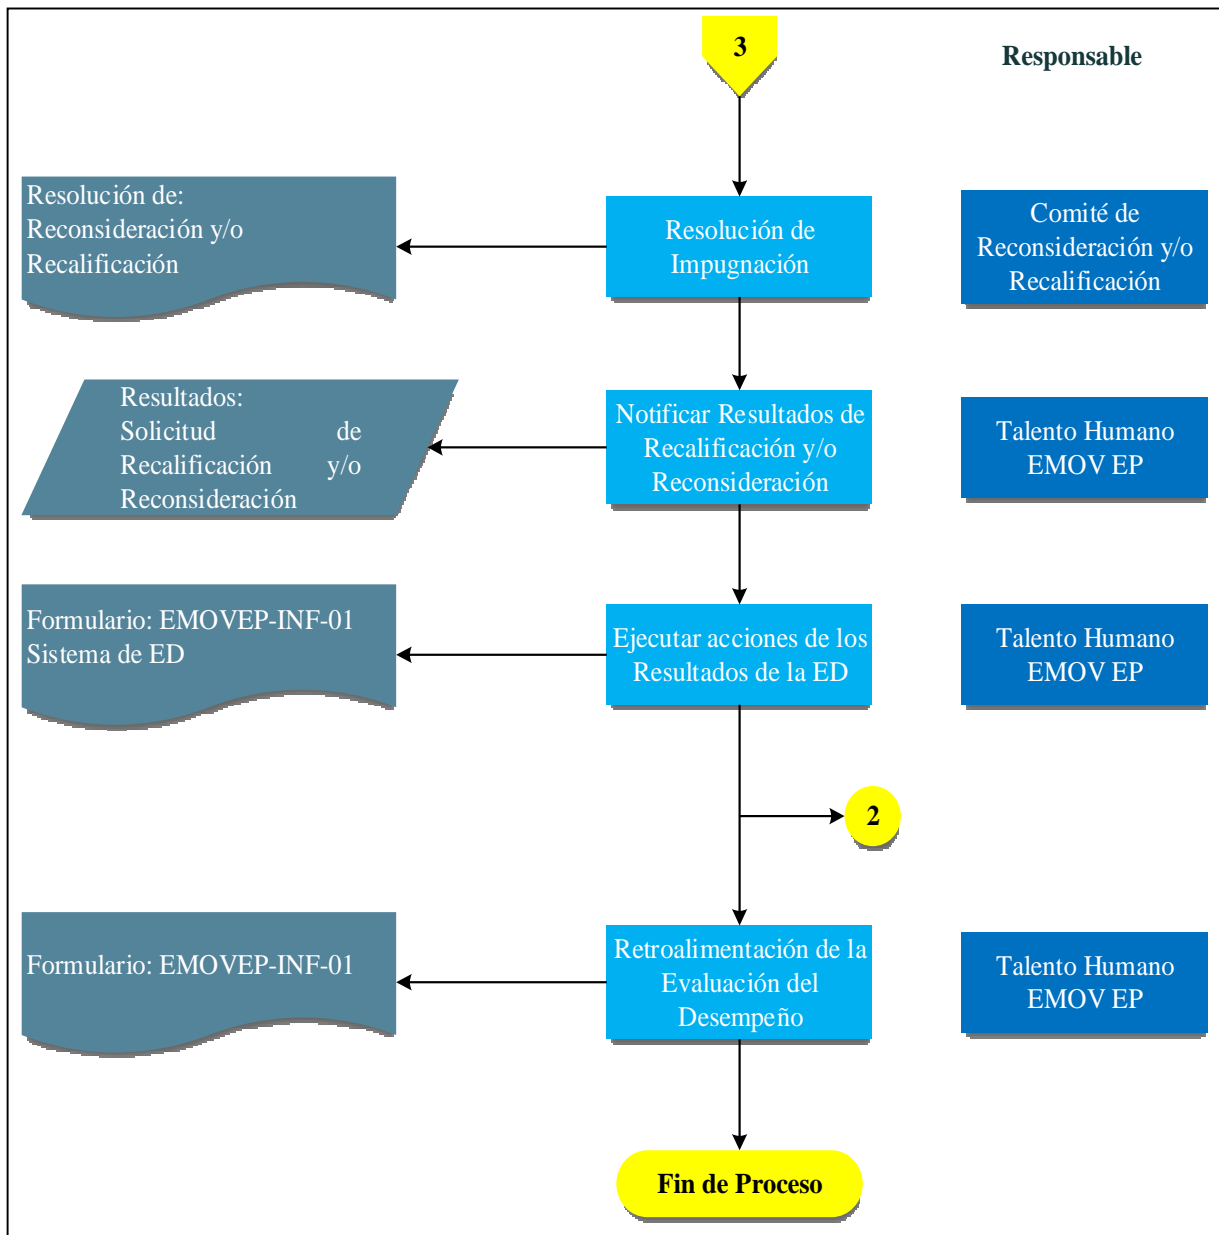 3
Responsable
Resolución de:
Reconsideración y/o
Recalificación
Resolución de
Impugnación
Comité de
Reconsideración y/o
Recalificación
Resultados:
Solicitud de
Recalificación y/o
Reconsideración
Notificar Resultados de
Recalificación y/o
Reconsideración
Talento Humano
EMOV EP
Formulario: EMOVEP-INF-01
Sistema de ED
Ejecutar acciones de los
Resultados de la ED
Talento Humano
EMOV EP
2
Formulario: EMOVEP-INF-01
Retroalimentación de la
Evaluación del
Desempeño
Talento Humano
EMOV EP
Fin de Proceso